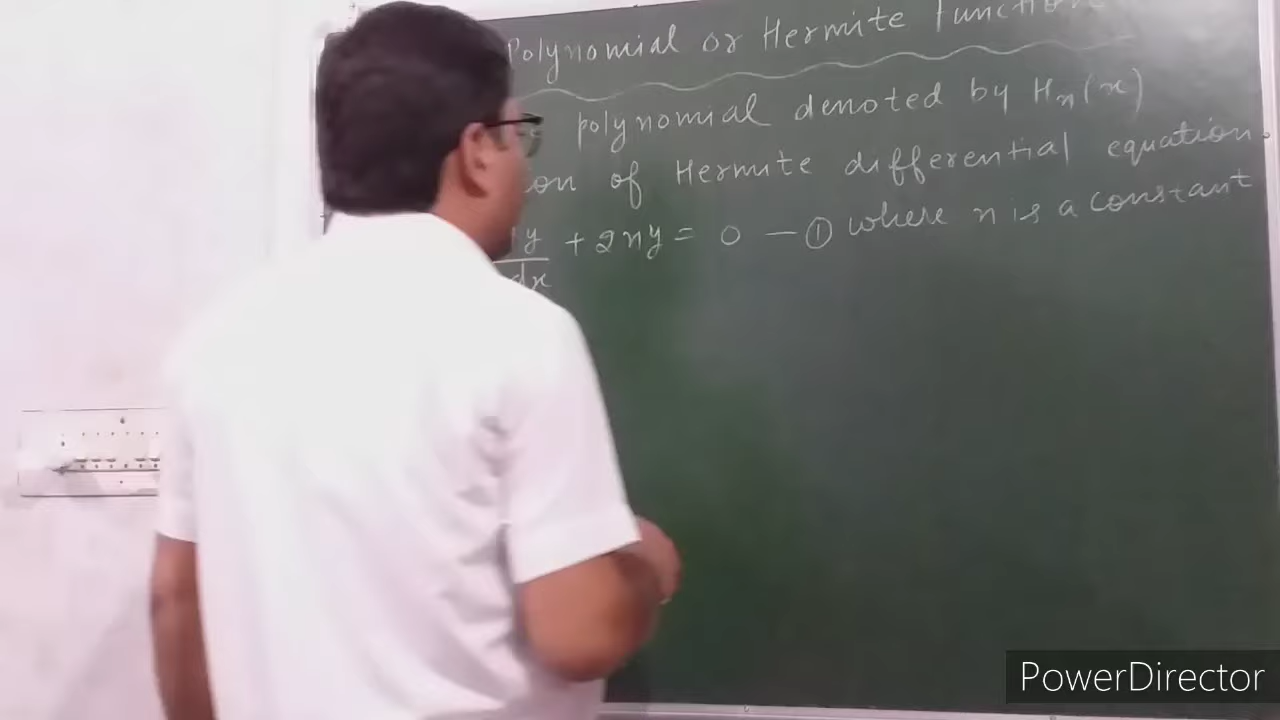 Polynomial or Hermite function
polynomial denoted by Hn(x)
of Hermite differential equation
y/dx + 2ny = 0 — ① where n is a constant
PowerDirector